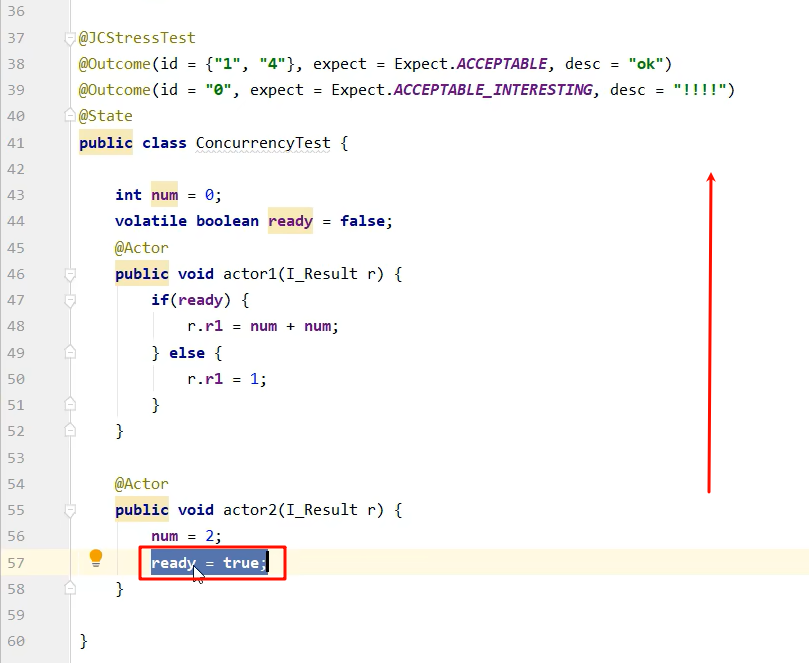 36
37 @JCStressTest
38 @Outcome(id = {"1", "4"}, expect = Expect.ACCEPTABLE, desc = "ok")
39 @Outcome(id = "0", expect = Expect.ACCEPTABLE_INTERESTING, desc = "!!!!")
40 @State
41 public class ConcurrencyTest {
42
43 int num = 0;
44 volatile boolean ready = false;
45 @Actor
46 public void actor1(I_Result r) {
47 if(ready) {
48 r.r1 = num + num;
49 } else {
50 r.r1 = 1;
51 }
52 }
53
54 @Actor
55 public void actor2(I_Result r) {
56 num = 2;
57 ready = true;
58 }
59
60 }